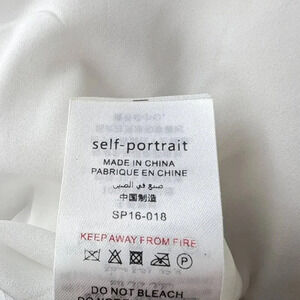 self-portrait
MADE IN CHINA
PABRIQUE EN CHINE
صنع في الصين
中国制造
SP16-018
KEEP AWAY FROM FIRE
P
DO NOT BLEACH